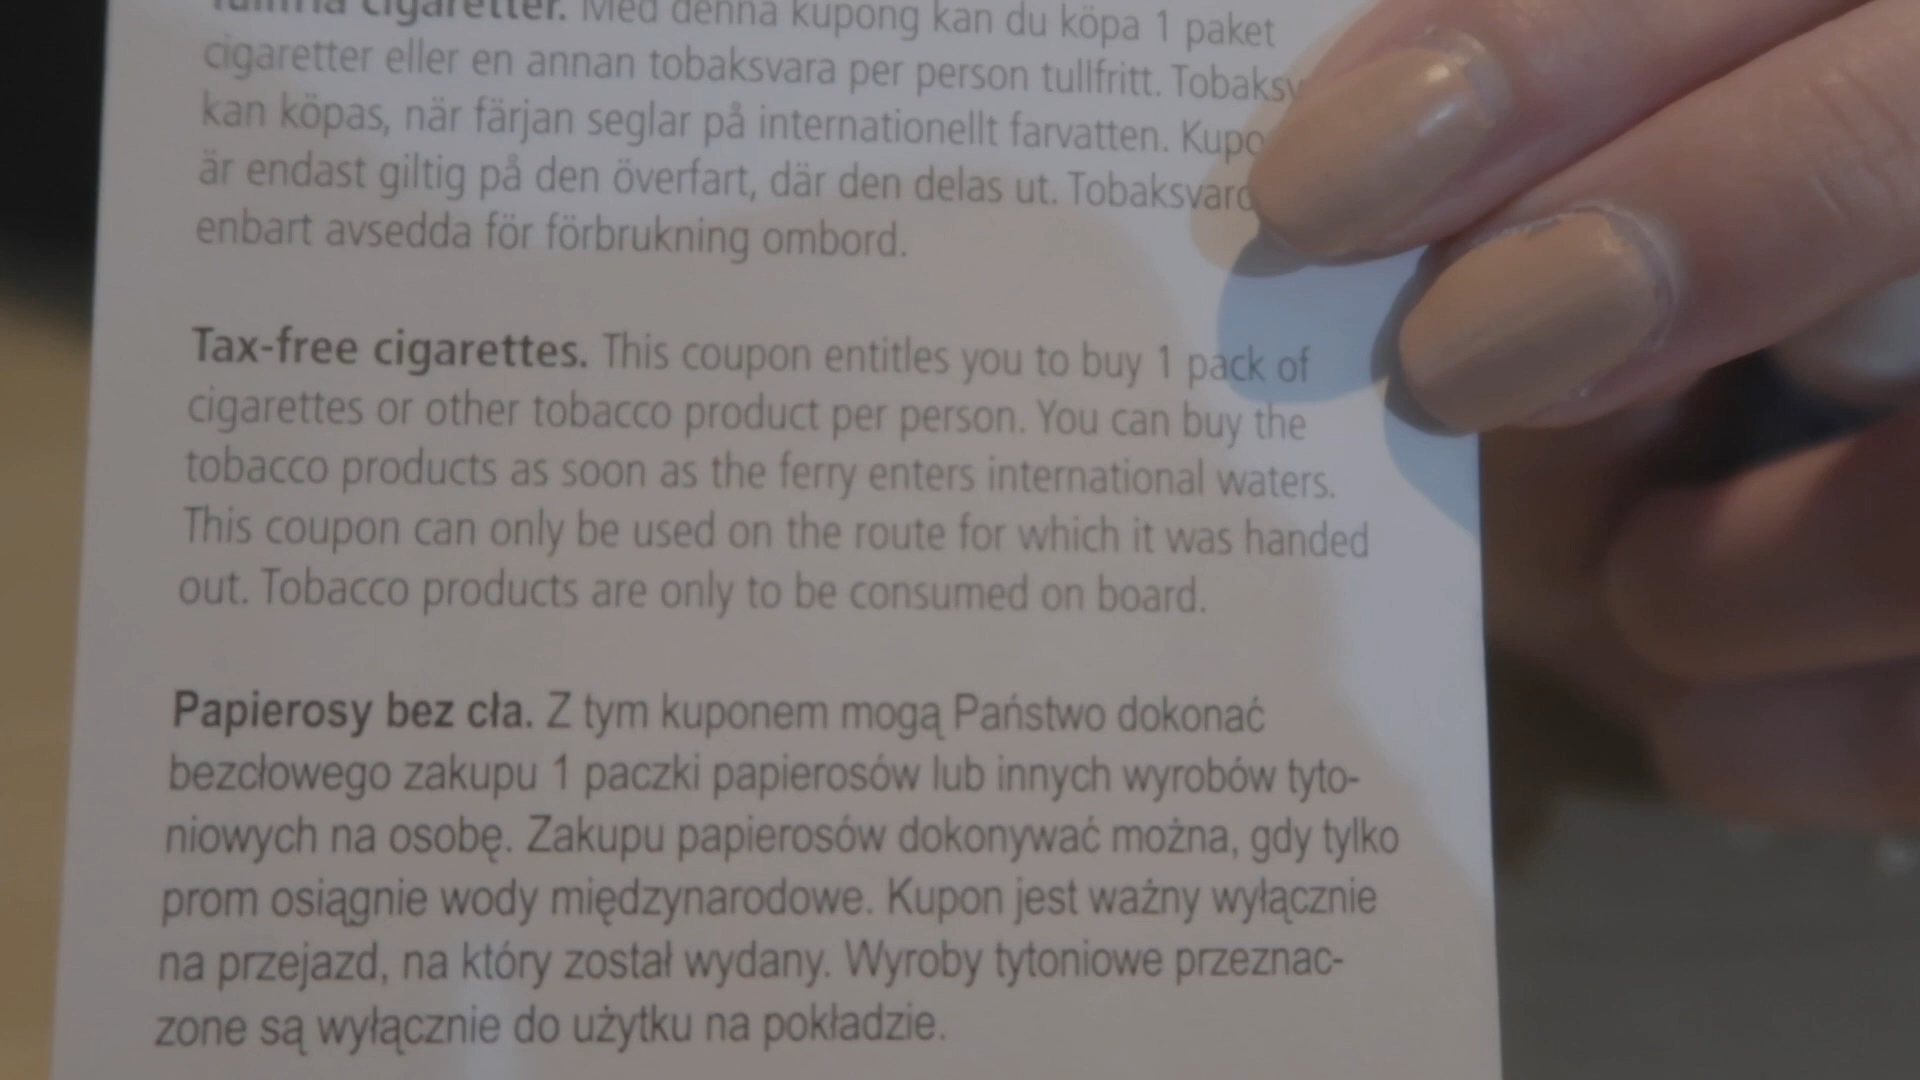 Tullfria cigaretter. Med denna kupong kan du köpa 1 paket
cigaretter eller en annan tobaksvara per person tullfritt. Tobaksv
kan köpas, när färjan seglar på internationellt farvatten. Kupo
är endast giltig på den överfart, där den delas ut. Tobaksvaro
enbart avsedda för förbrukning ombord.
Tax-free cigarettes. This coupon entitles you to buy 1 pack of
cigarettes or other tobacco product per person. You can buy the
tobacco products as soon as the ferry enters international waters.
This coupon can only be used on the route for which it was handed
out. Tobacco products are only to be consumed on board.
Papierosy bez cła. Z tym kuponem mogą Państwo dokonać
bezcłowego zakupu 1 paczki papierosów lub innych wyrobów tyto-
niowych na osobę. Zakupu papierosów dokonywać można, gdy tylko
prom osiągnie wody międzynarodowe. Kupon jest ważny wyłącznie
na przejazd, na który został wydany. Wyroby tytoniowe przeznac-
zone są wyłącznie do użytku na pokładzie.